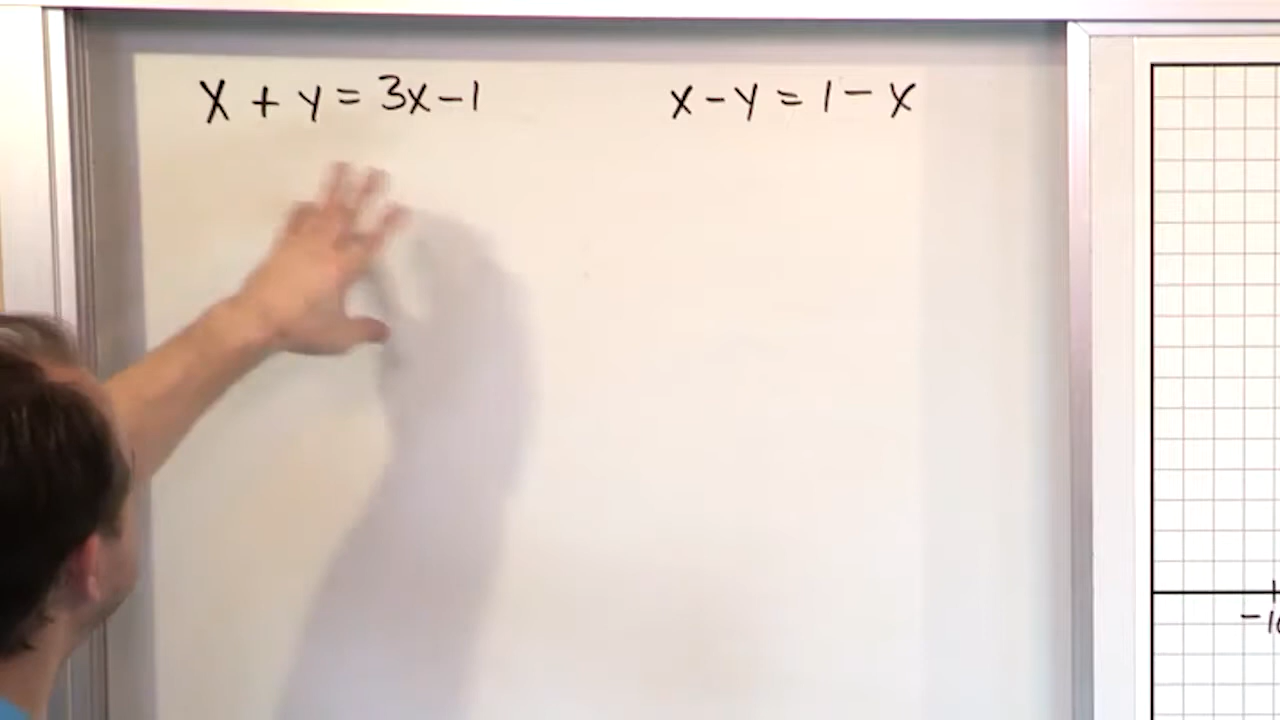 x + y = 3x - 1
x - y = 1 - x